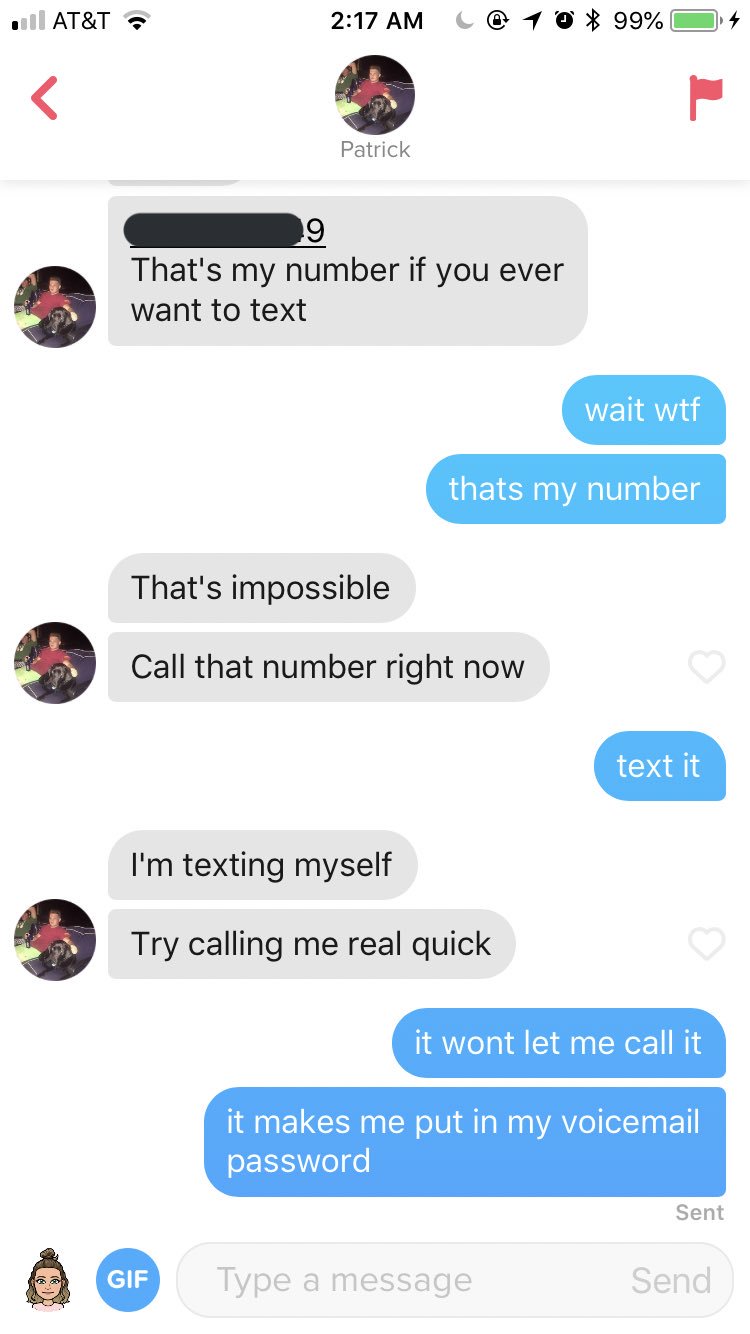 AT&T 2:17 AM 99%
Patrick
9
That's my number if you ever
want to text
wait wtf
thats my number
That's impossible
Call that number right now
text it
I'm texting myself
Try calling me real quick
it wont let me call it
it makes me put in my voicemail
password
Sent
GIF Type a message Send